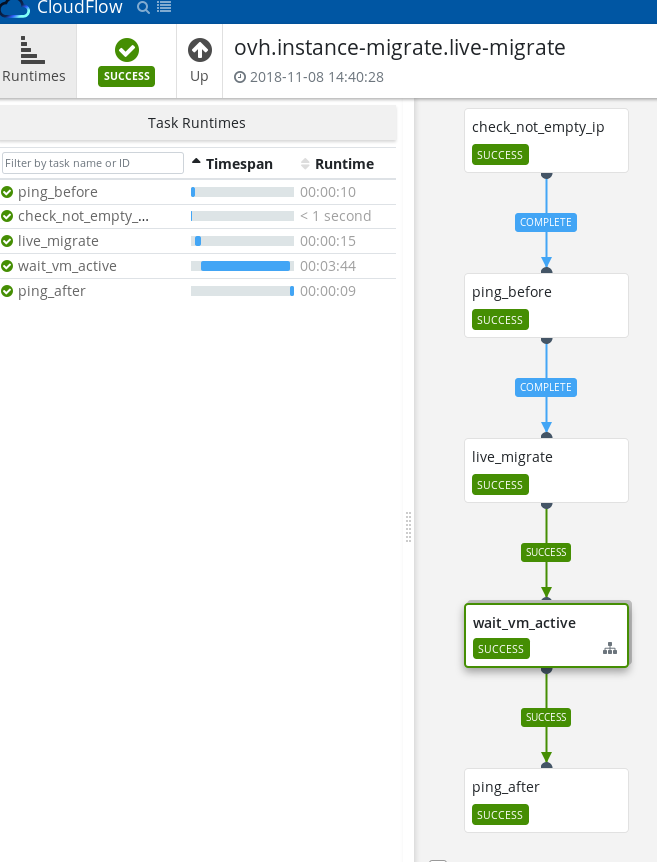 CloudFlow
Runtimes
SUCCESS
Up
ovh.instance-migrate.live-migrate
2018-11-08 14:40:28
Task Runtimes
Filter by task name or ID
Timespan
Runtime
ping_before
00:00:10
check_not_empty_...
< 1 second
live_migrate
00:00:15
wait_vm_active
00:03:44
ping_after
00:00:09
check_not_empty_ip
SUCCESS
COMPLETE
ping_before
SUCCESS
COMPLETE
live_migrate
SUCCESS
SUCCESS
wait_vm_active
SUCCESS
SUCCESS
ping_after
SUCCESS